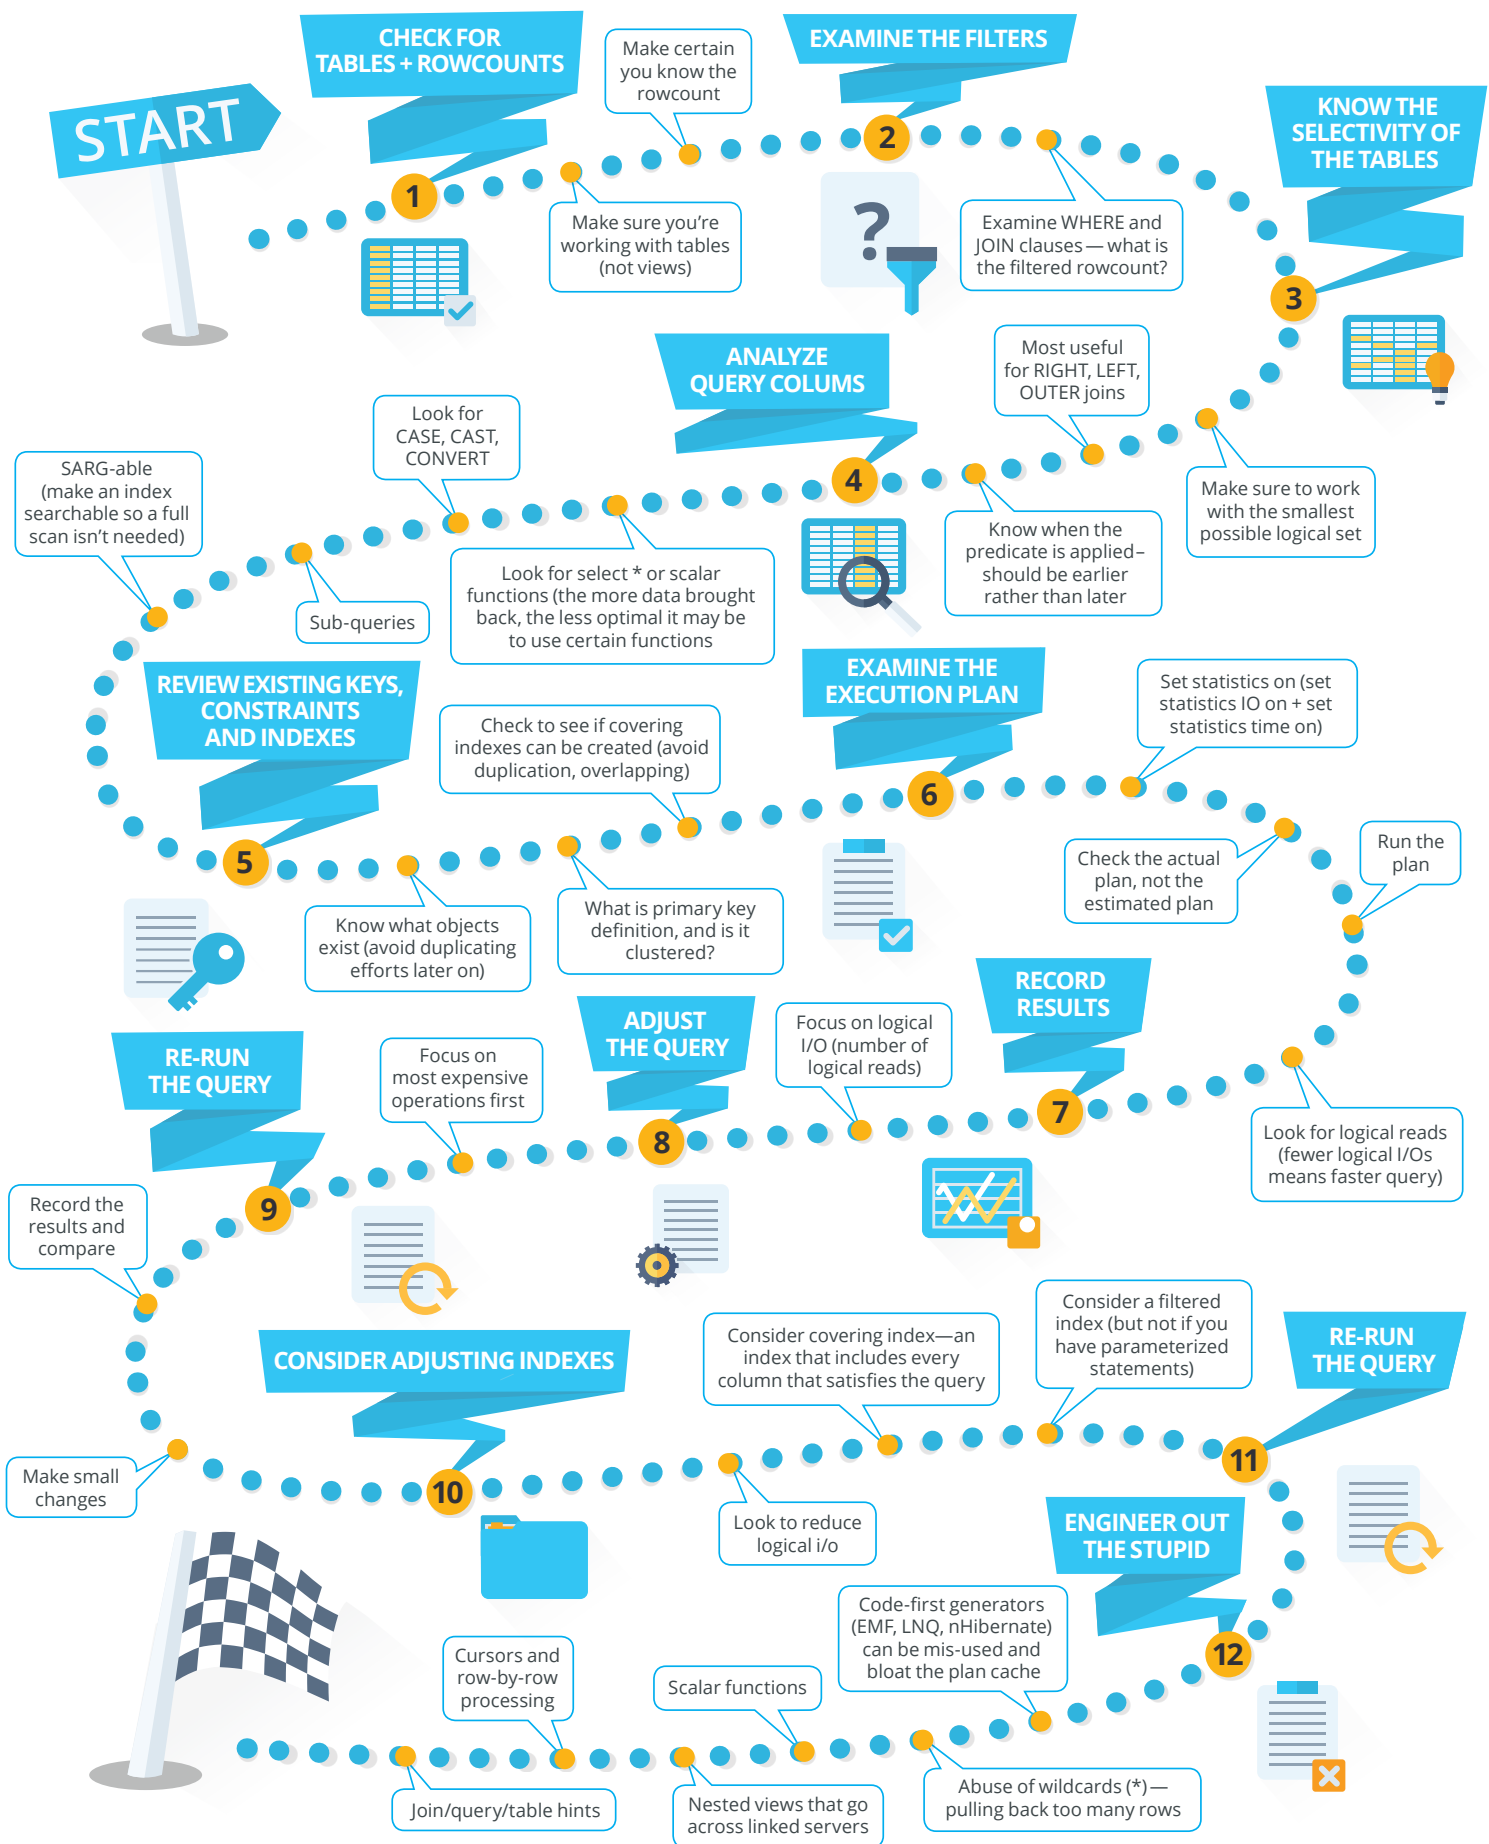 START
CHECK FOR
TABLES + ROWCOUNTS
1
Make sure you're
working with tables
(not views)
Make certain
you know the
rowcount
EXAMINE THE FILTERS
2
?
Examine WHERE and
JOIN clauses — what is
the filtered rowcount?
KNOW THE
SELECTIVITY OF
THE TABLES
3
Make sure to work
with the smallest
possible logical set
Most useful
for RIGHT, LEFT,
OUTER joins
Know when the
predicate is applied–
should be earlier
rather than later
ANALYZE
QUERY COLUMS
4
Look for select * or scalar
functions (the more data brought
back, the less optimal it may be
to use certain functions
Look for
CASE, CAST,
CONVERT
Sub-queries
SARG-able
(make an index
searchable so a full
scan isn't needed)
REVIEW EXISTING KEYS,
CONSTRAINTS
AND INDEXES
5
Know what objects
exist (avoid duplicating
efforts later on)
What is primary key
definition, and is it
clustered?
Check to see if covering
indexes can be created (avoid
duplication, overlapping)
EXAMINE THE
EXECUTION PLAN
6
Set statistics on (set
statistics IO on + set
statistics time on)
Check the actual
plan, not the
estimated plan
Run the
plan
Look for logical reads
(fewer logical I/Os
means faster query)
RECORD
RESULTS
7
Focus on logical
I/O (number of
logical reads)
ADJUST
THE QUERY
8
Focus on
most expensive
operations first
RE-RUN
THE QUERY
9
Record the
results and
compare
Make small
changes
CONSIDER ADJUSTING INDEXES
10
Look to reduce
logical i/o
Consider covering index—an
index that includes every
column that satisfies the query
Consider a filtered
index (but not if you
have parameterized
statements)
RE-RUN
THE QUERY
11
ENGINEER OUT
THE STUPID
12
Code-first generators
(EMF, LNQ, nHibernate)
can be mis-used and
bloat the plan cache
Abuse of wildcards (*) —
pulling back too many rows
Scalar functions
Nested views that go
across linked servers
Cursors and
row-by-row
processing
Join/query/table hints